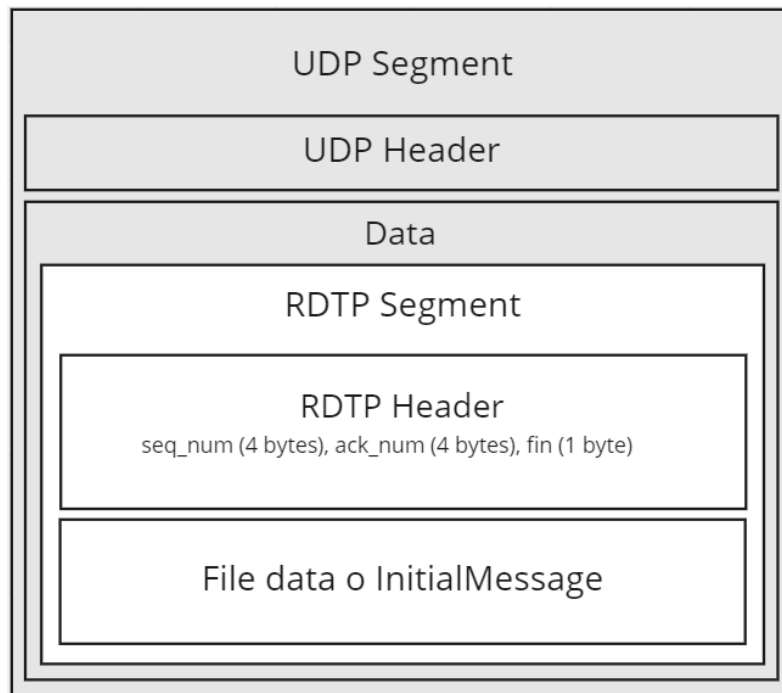 UDP Segment
UDP Header
Data
RDTP Segment
RDTP Header
seq_num (4 bytes), ack_num (4 bytes), fin (1 byte)
File data o InitialMessage